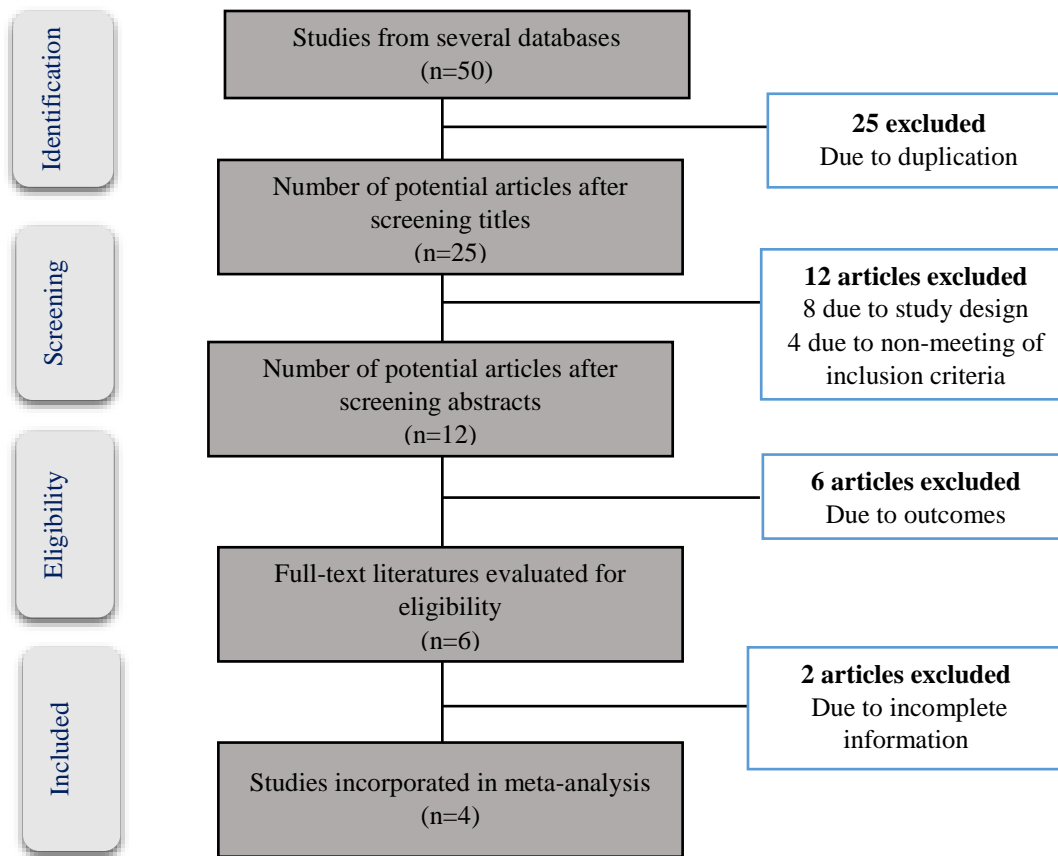 Identification
Studies from several databases
(n=50)
25 excluded
Due to duplication
Number of potential articles after
screening titles
(n=25)
Screening
12 articles excluded
8 due to study design
4 due to non-meeting of
inclusion criteria
Number of potential articles after
screening abstracts
(n=12)
Eligibility
6 articles excluded
Due to outcomes
Full-text literatures evaluated for
eligibility
(n=6)
Included
2 articles excluded
Due to incomplete
information
Studies incorporated in meta-analysis
(n=4)